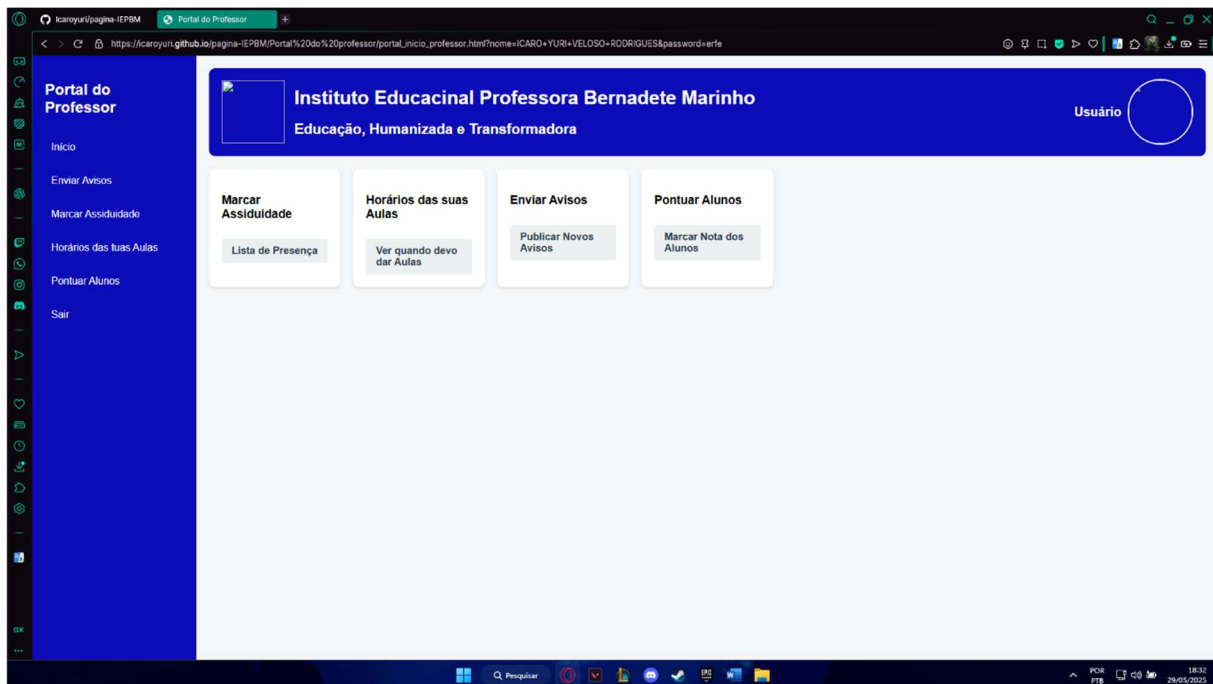 Icaroyuri/pagina-IEPBM
Portal do Professor
https://icaroyuri.github.io/pagina-IEPBM/Portal%20do%20professor/portal_inicio_professor.html?nome=ICARO+YURI+VELOSO+RODRIGUES&password=erfe
Portal do
Professor
Início
Enviar Avisos
Marcar Assiduidade
Horários das tuas Aulas
Pontuar Alunos
Sair
Instituto Educacinal Professora Bernadete Marinho
Educação, Humanizada e Transformadora
Usuário
Marcar
Assiduidade
Lista de Presença
Horários das suas
Aulas
Ver quando devo
dar Aulas
Enviar Avisos
Publicar Novos
Avisos
Pontuar Alunos
Marcar Nota dos
Alunos
Pesquisar
POR
PTB
18:32
29/05/2025